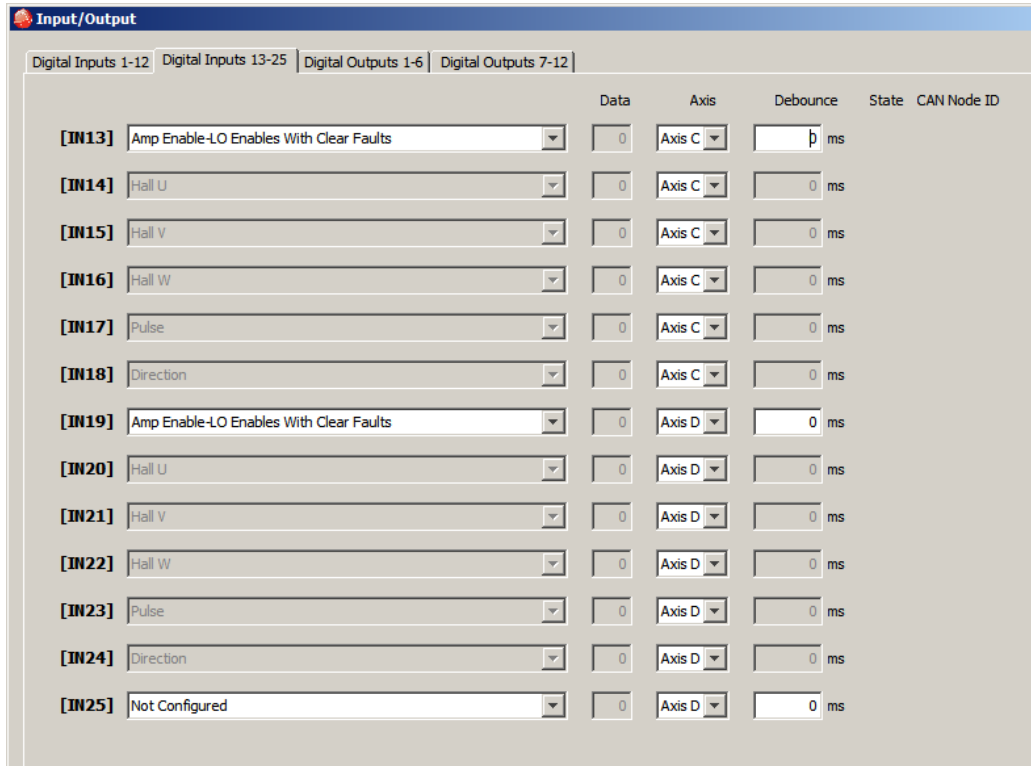 Input/Output
Digital Inputs 1-12 Digital Inputs 13-25 Digital Outputs 1-6 Digital Outputs 7-12
Data Axis Debounce State CAN Node ID
[IN13] Amp Enable-LO Enables With Clear Faults 0 Axis C 0 ms
[IN14] Hall U 0 Axis C 0 ms
[IN15] Hall V 0 Axis C 0 ms
[IN16] Hall W 0 Axis C 0 ms
[IN17] Pulse 0 Axis C 0 ms
[IN18] Direction 0 Axis C 0 ms
[IN19] Amp Enable-LO Enables With Clear Faults 0 Axis D 0 ms
[IN20] Hall U 0 Axis D 0 ms
[IN21] Hall V 0 Axis D 0 ms
[IN22] Hall W 0 Axis D 0 ms
[IN23] Pulse 0 Axis D 0 ms
[IN24] Direction 0 Axis D 0 ms
[IN25] Not Configured 0 Axis D 0 ms